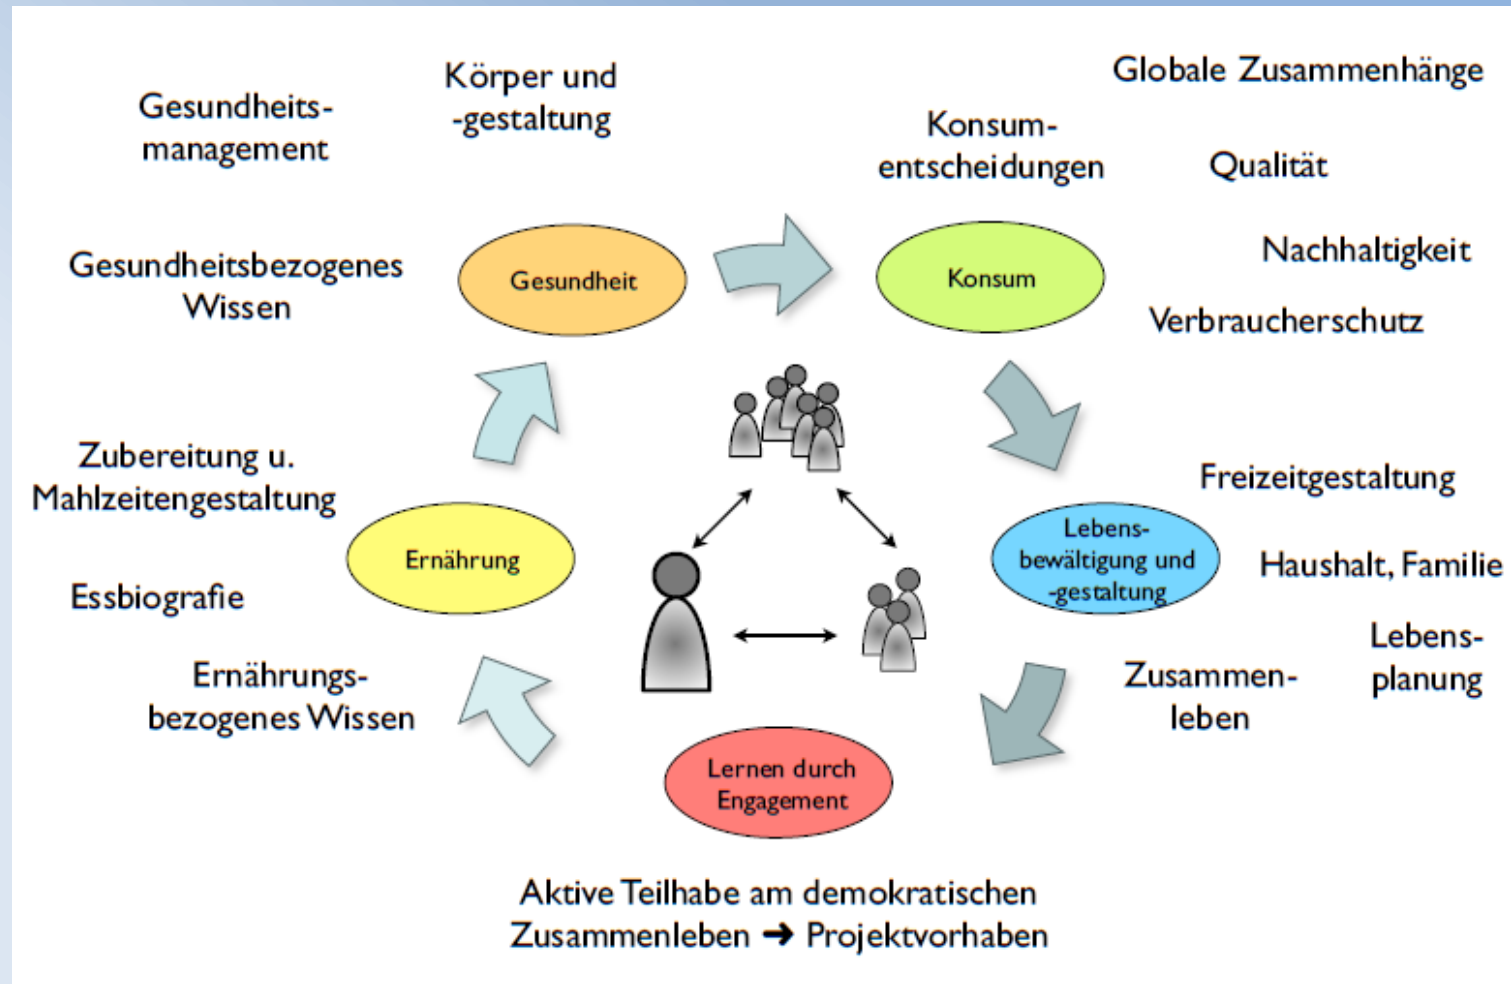 Körper und
-gestaltung
Gesundheits-
management
Gesundheitsbezogenes
Wissen
Gesundheit
Globale Zusammenhänge
Konsum-
entscheidungen
Qualität
Nachhaltigkeit
Verbraucherschutz
Konsum
Zubereitung u.
Mahlzeitengestaltung
Ernährung
Essbiografie
Ernährungs-
bezogenes Wissen
Freizeitgestaltung
Lebens-
bewältigung und
-gestaltung
Haushalt, Familie
Lebens-
planung
Zusammen-
leben
Lernen durch
Engagement
Aktive Teilhabe am demokratischen
Zusammenleben ➜ Projektvorhaben